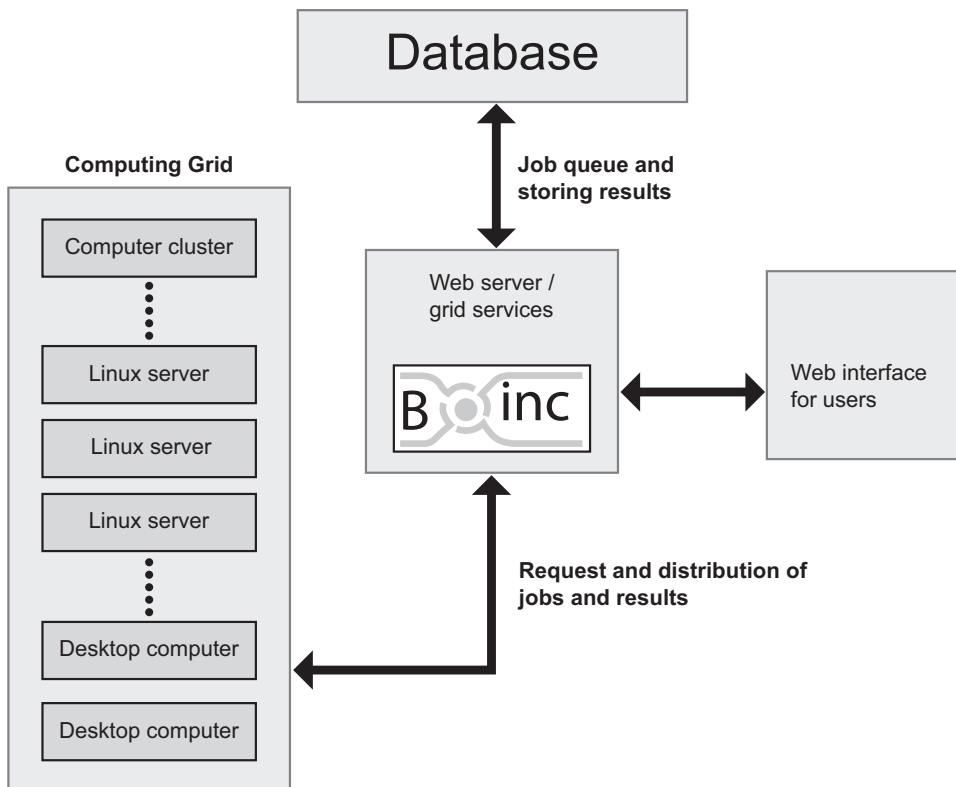 Database
Job queue and
storing results
Computing Grid
Computer cluster
Linux server
Linux server
Linux server
Desktop computer
Desktop computer
Web server /
grid services
B inc
Web interface
for users
Request and distribution of
jobs and results